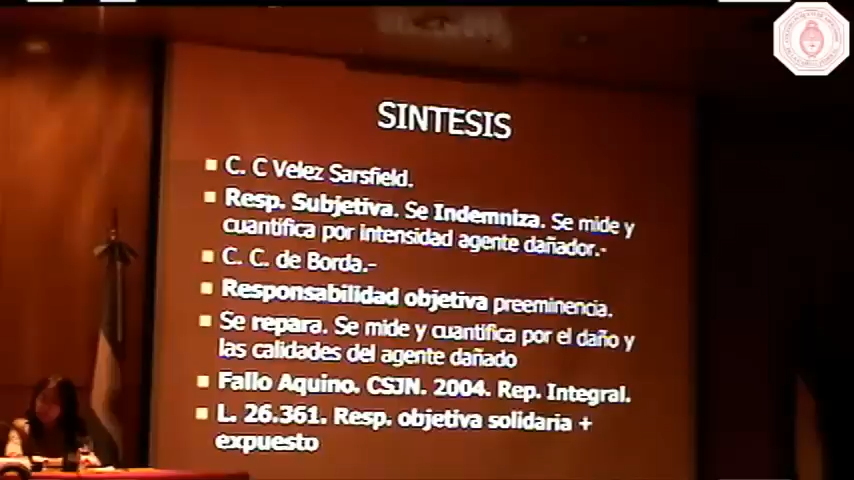 SINTESIS
C. C Velez Sarsfield.
Resp. Subjetiva. Se Indemniza. Se mide y
cuantifica por intensidad agente dañador.-
C. C. de Borda.-
Responsabilidad objetiva preeminencia.
Se repara. Se mide y cuantifica por el daño y
las calidades del agente dañado
Fallo Aquino. CSJN. 2004. Rep. Integral.
L. 26.361. Resp. objetiva solidaria +
expuesto